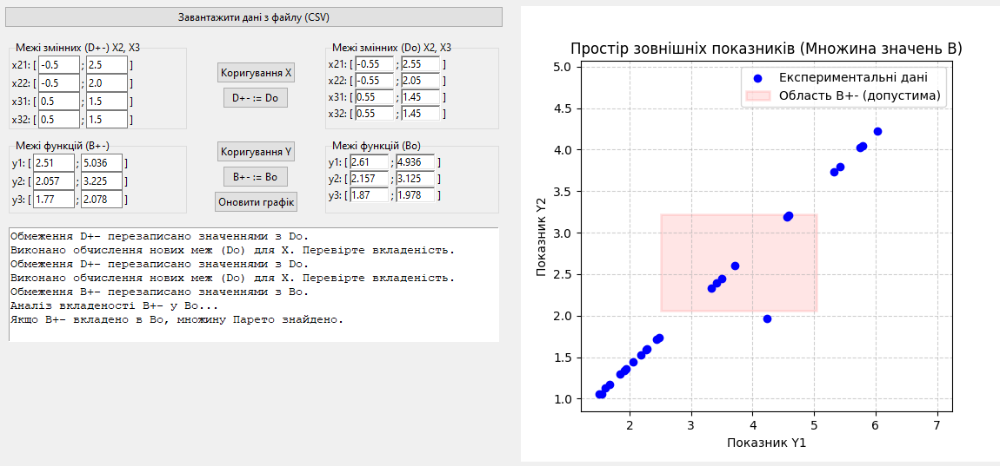 Завантажити дані з файлу (CSV)
Межі змінних (D+-) X2, X3
x21: [ -0.5 ; 2.5 ]
x22: [ -0.5 ; 2.0 ]
x31: [ 0.5 ; 1.5 ]
x32: [ 0.5 ; 1.5 ]
Коригування X
D+- := Do
Межі змінних (Do) X2, X3
x21: [ -0.55 ; 2.55 ]
x22: [ -0.55 ; 2.05 ]
x31: [ 0.55 ; 1.45 ]
x32: [ 0.55 ; 1.45 ]
Межі функцій (B+-)
y1: [ 2.51 ; 5.036 ]
y2: [ 2.057 ; 3.225 ]
y3: [ 1.77 ; 2.078 ]
Коригування Y
B+- := Bo
Оновити графік
Межі функцій (Bo)
y1: [ 2.61 ; 4.936 ]
y2: [ 2.157 ; 3.125 ]
y3: [ 1.87 ; 1.978 ]
Обмеження D+- перезаписано значеннями з Do.
Виконано обчислення нових меж (Do) для X. Перевірте вкладеність.
Обмеження D+- перезаписано значеннями з Do.
Виконано обчислення нових меж (Do) для X. Перевірте вкладеність.
Обмеження B+- перезаписано значеннями з Bo.
Аналіз вкладеності B+- у Bo...
Якщо B+- вкладено в Bo, множину Парето знайдено.
Простір зовнішніх показників (Множина значень B)
Експериментальні дані
Область B+- (допустима)
Показник Y2
5.0
4.5
4.0
3.5
3.0
2.5
2.0
1.5
1.0
2 3 4 5 6 7
Показник Y1